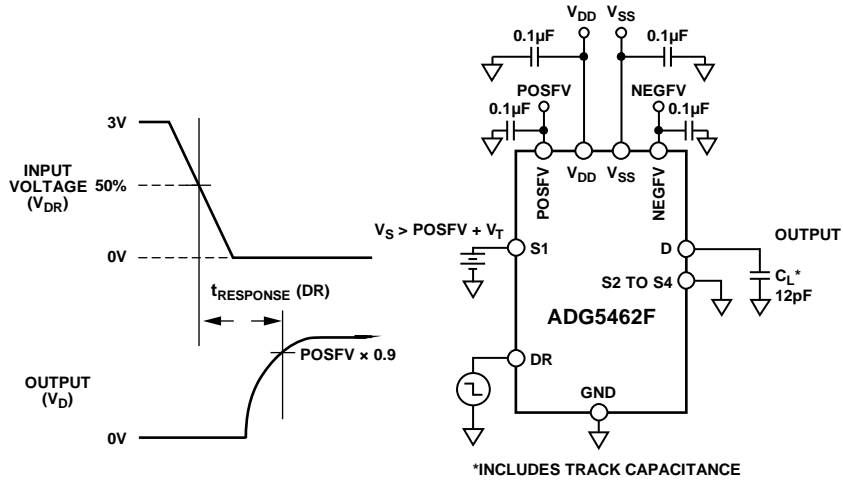 3V
INPUT
VOLTAGE
(VDR)
50%
0V
tRESPONSE (DR)
POSFV × 0.9
OUTPUT
(VD)
0V
VDD
VSS
0.1µF
0.1µF
POSFV
NEGFV
0.1µF
0.1µF
POSFV
VDD
VSS
NEGFV
VS > POSFV + VT
S1
D
OUTPUT
S2 TO S4
CL*
12pF
ADG5462F
DR
GND
*INCLUDES TRACK CAPACITANCE